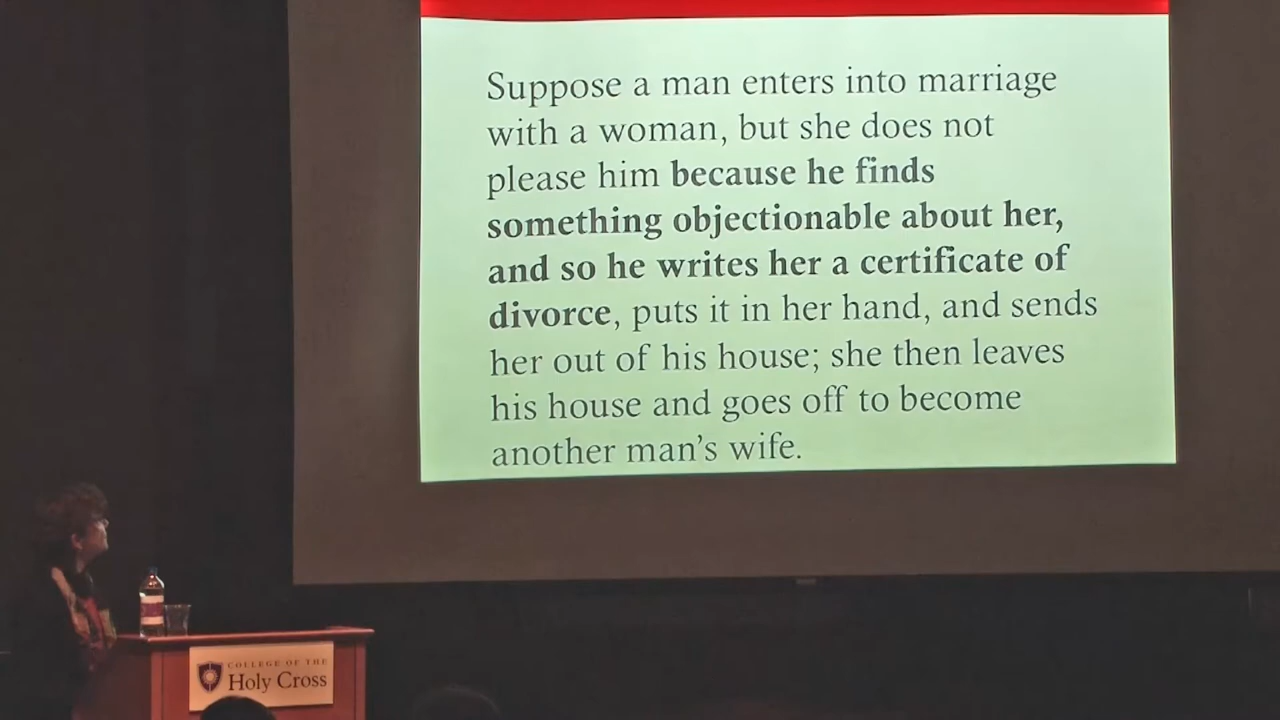 Suppose a man enters into marriage
with a woman, but she does not
please him because he finds
something objectionable about her,
and so he writes her a certificate of
divorce, puts it in her hand, and sends
her out of his house; she then leaves
his house and goes off to become
another man’s wife.
COLLEGE OF THE
Holy Cross